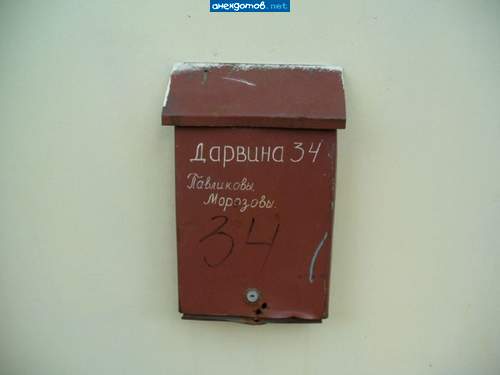 анекдотов.net
Дарвина 34
Павликовы.
Морозовы.
34